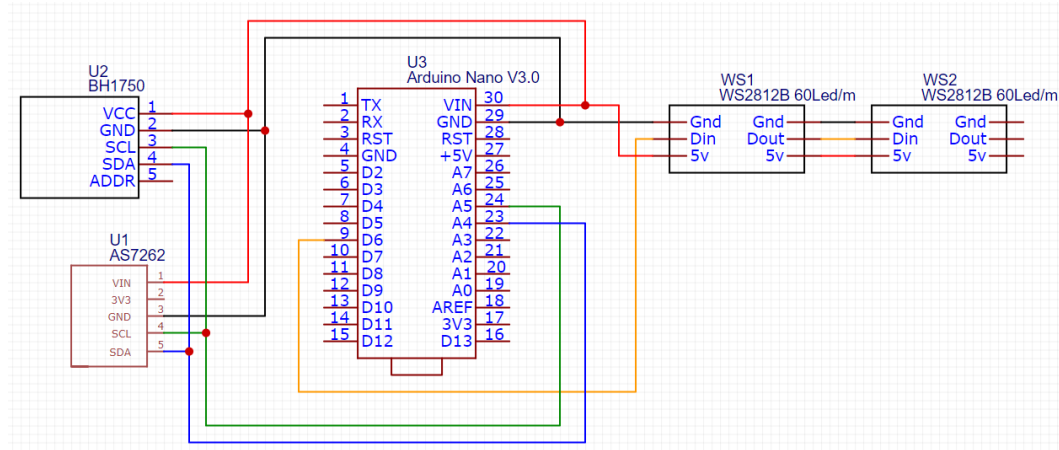 U2
BH1750
VCC 1
GND 2
SCL 3
SDA 4
ADDR 5
U1
AS7262
VIN 1
3V3 2
GND 3
SCL 4
SDA 5
U3
Arduino Nano V3.0
1 TX VIN 30
2 RX GND 29
3 RST RST 28
4 GND +5V 27
5 D2 A7 26
6 D3 A6 25
7 D4 A5 24
8 D5 A4 23
9 D6 A3 22
10 D7 A2 21
11 D8 A1 20
12 D9 A0 19
13 D10 AREF 18
14 D11 3V3 17
15 D12 D13 16
WS1
WS2812B 60Led/m
Gnd Gnd
Din Dout
5v 5v
WS2
WS2812B 60Led/m
Gnd Gnd
Din Dout
5v 5v